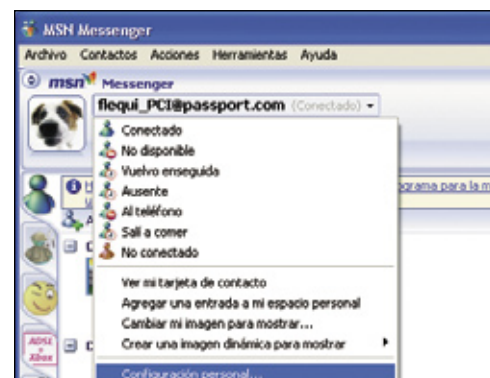 MSN Messenger
Archivo Contactos Acciones Herramientas Ayuda
msn Messenger
flequi_PCI@passport.com (Conectado)
Conectado
No disponible
Vuelvo enseguida
Ausente
Al teléfono
Salí a comer
No conectado
Ver mi tarjeta de contacto
Agregar una entrada a mi espacio personal
Cambiar mi imagen para mostrar...
Crear una imagen dinámica para mostrar
ADSL
Xbox
Configuración personal...